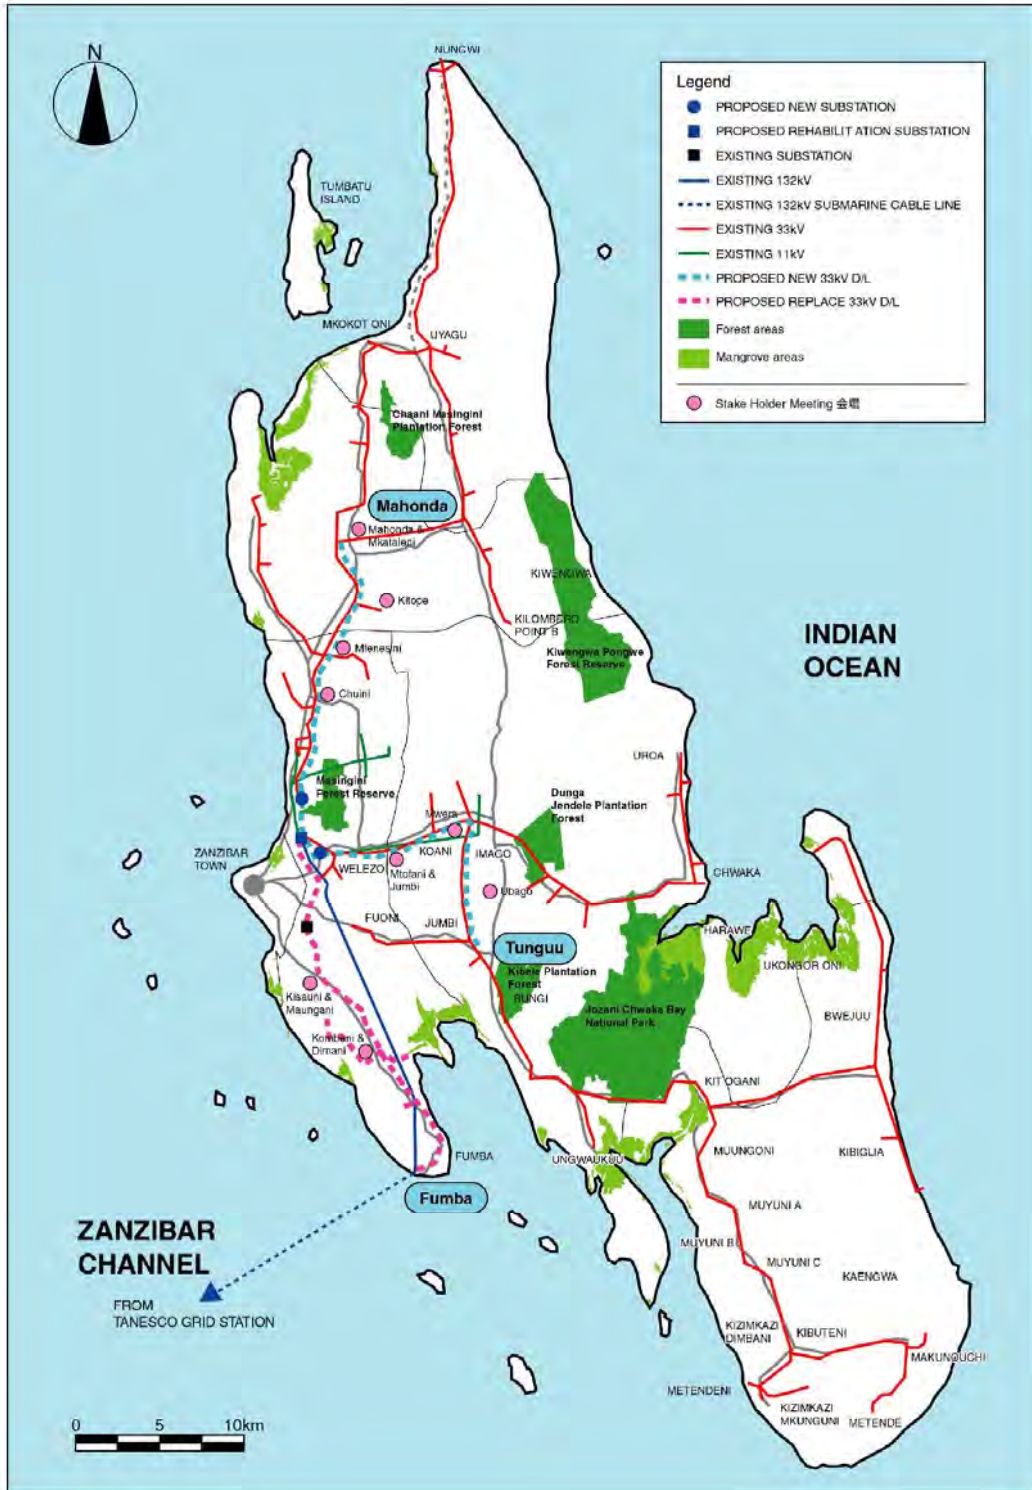 N
NUNGWI
Legend
PROPOSED NEW SUBSTATION
PROPOSED REHABILIT ATION SUBSTATION
EXISTING SUBSTATION
EXISTING 132kV
EXISTING 132kV SUBMARINE CABLE LINE
EXISTING 33kV
EXISTING 11kV
PROPOSED NEW 33kV D/L
PROPOSED REPLACE 33kV D/L
Forest areas
Mangrove areas
Stake Holder Meeting 会場
TUMBATU
ISLAND
MKOKOT ONI
UYAGU
Chaani Masingini
Plantation Forest
Mahonda
Mahonda &
Mkataleni
KIWENGWA
Kitope
KILOMBERO
POINT B
Mtenesini
Kiwengwa Pongwe
Forest Reserve
INDIAN
OCEAN
Chuini
UROA
Masingini
Forest Reserve
Dunga
Jendele Plantation
Forest
Mwera
ZANZIBAR
TOWN
WELEZO
KOANI
IMAGO
Mtofani &
Jumbi
CHWAKA
Ubago
FUONI
JUMBI
HARAWE
Tunguu
UKONGOR ONI
Kibele Plantation
Forest
BUNGI
Kisauni &
Maungani
Jozani Chwaka Bay
National Park
BWEJUU
Kombeni &
Dimani
KIT OGANI
FUMBA
UNGWAUKUU
MUUNGONI
KIBIGLIA
Fumba
MUYUNI A
ZANZIBAR
CHANNEL
MUYUNI B
MUYUNI C
KAENGWA
FROM
TANESCO GRID STATION
KIZIMKAZI
DIMBANI
KIBUTENI
MAKUNOUCHI
METENDENI
KIZIMKAZI
MKUNGUNI
METENDE
0 5 10km